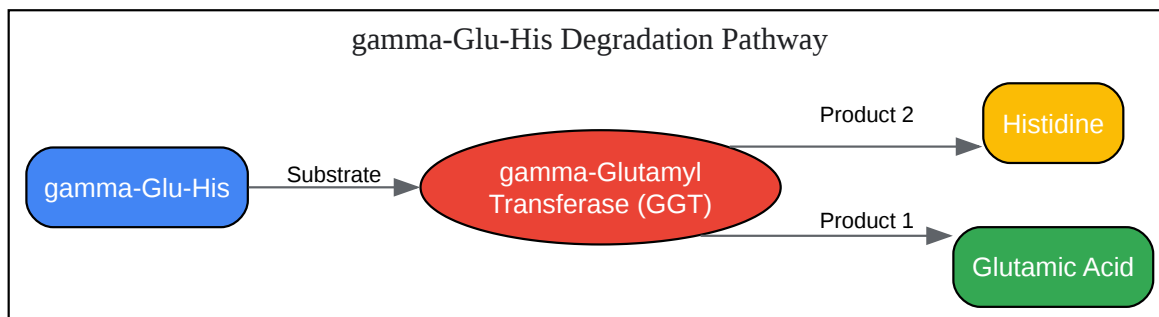 gamma-Glu-His Degradation Pathway
gamma-Glu-His
Substrate
gamma-Glutamyl
Transferase (GGT)
Product 2
Histidine
Product 1
Glutamic Acid